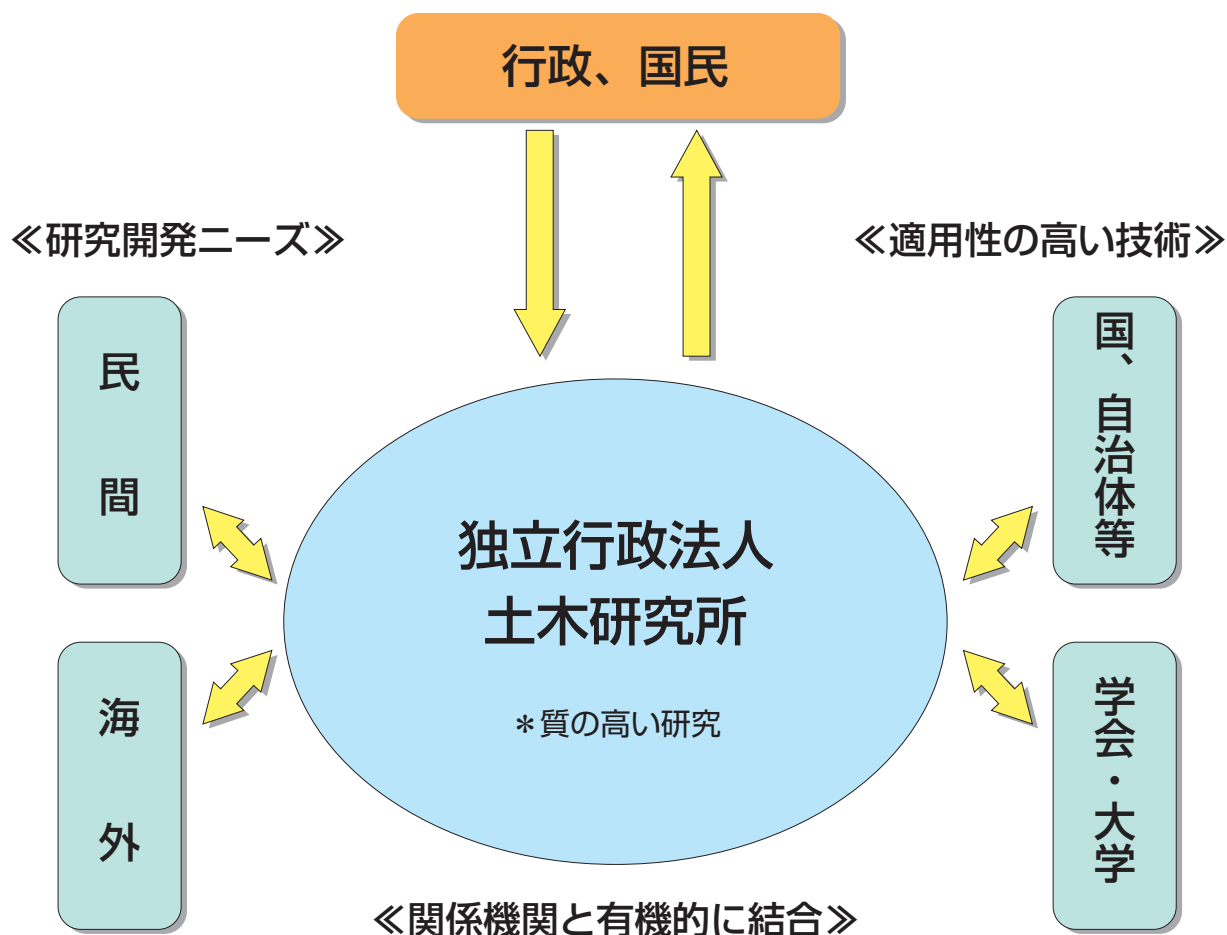 行政、国民
≪研究開発ニーズ≫
≪適用性の高い技術≫
民間
国、自治体等
独立行政法人
土木研究所
＊質の高い研究
海外
学会・大学
≪関係機関と有機的に結合≫